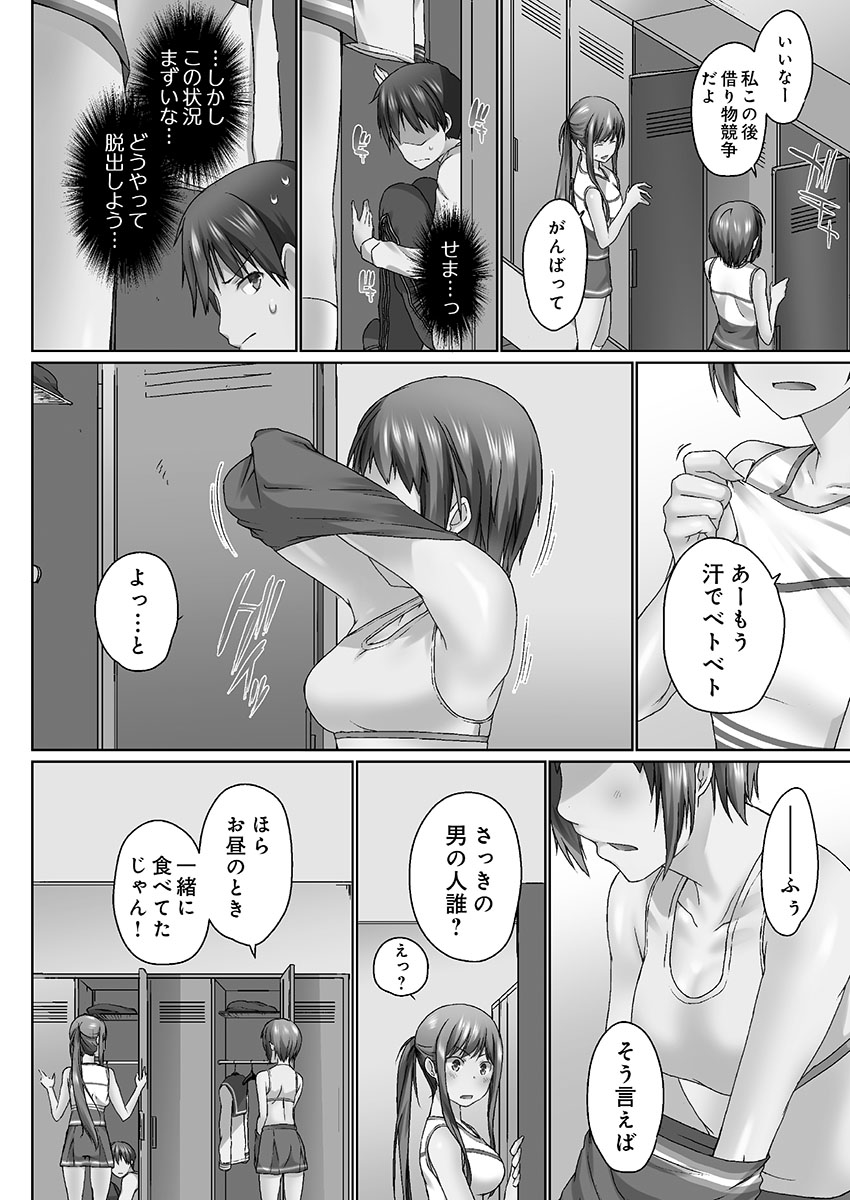 いいなー
私この後
借り物競争
だよ
がんばって
せま…っ
…しかし
この状況
まずいな…
どうやって
脱出しよう…
あーもう
汗でベトベト
よっ…と
――ふぅ
そう言えば
さっきの
男の人誰?
えっ?
ほら
お昼のとき
一緒に
食べてた
じゃん!